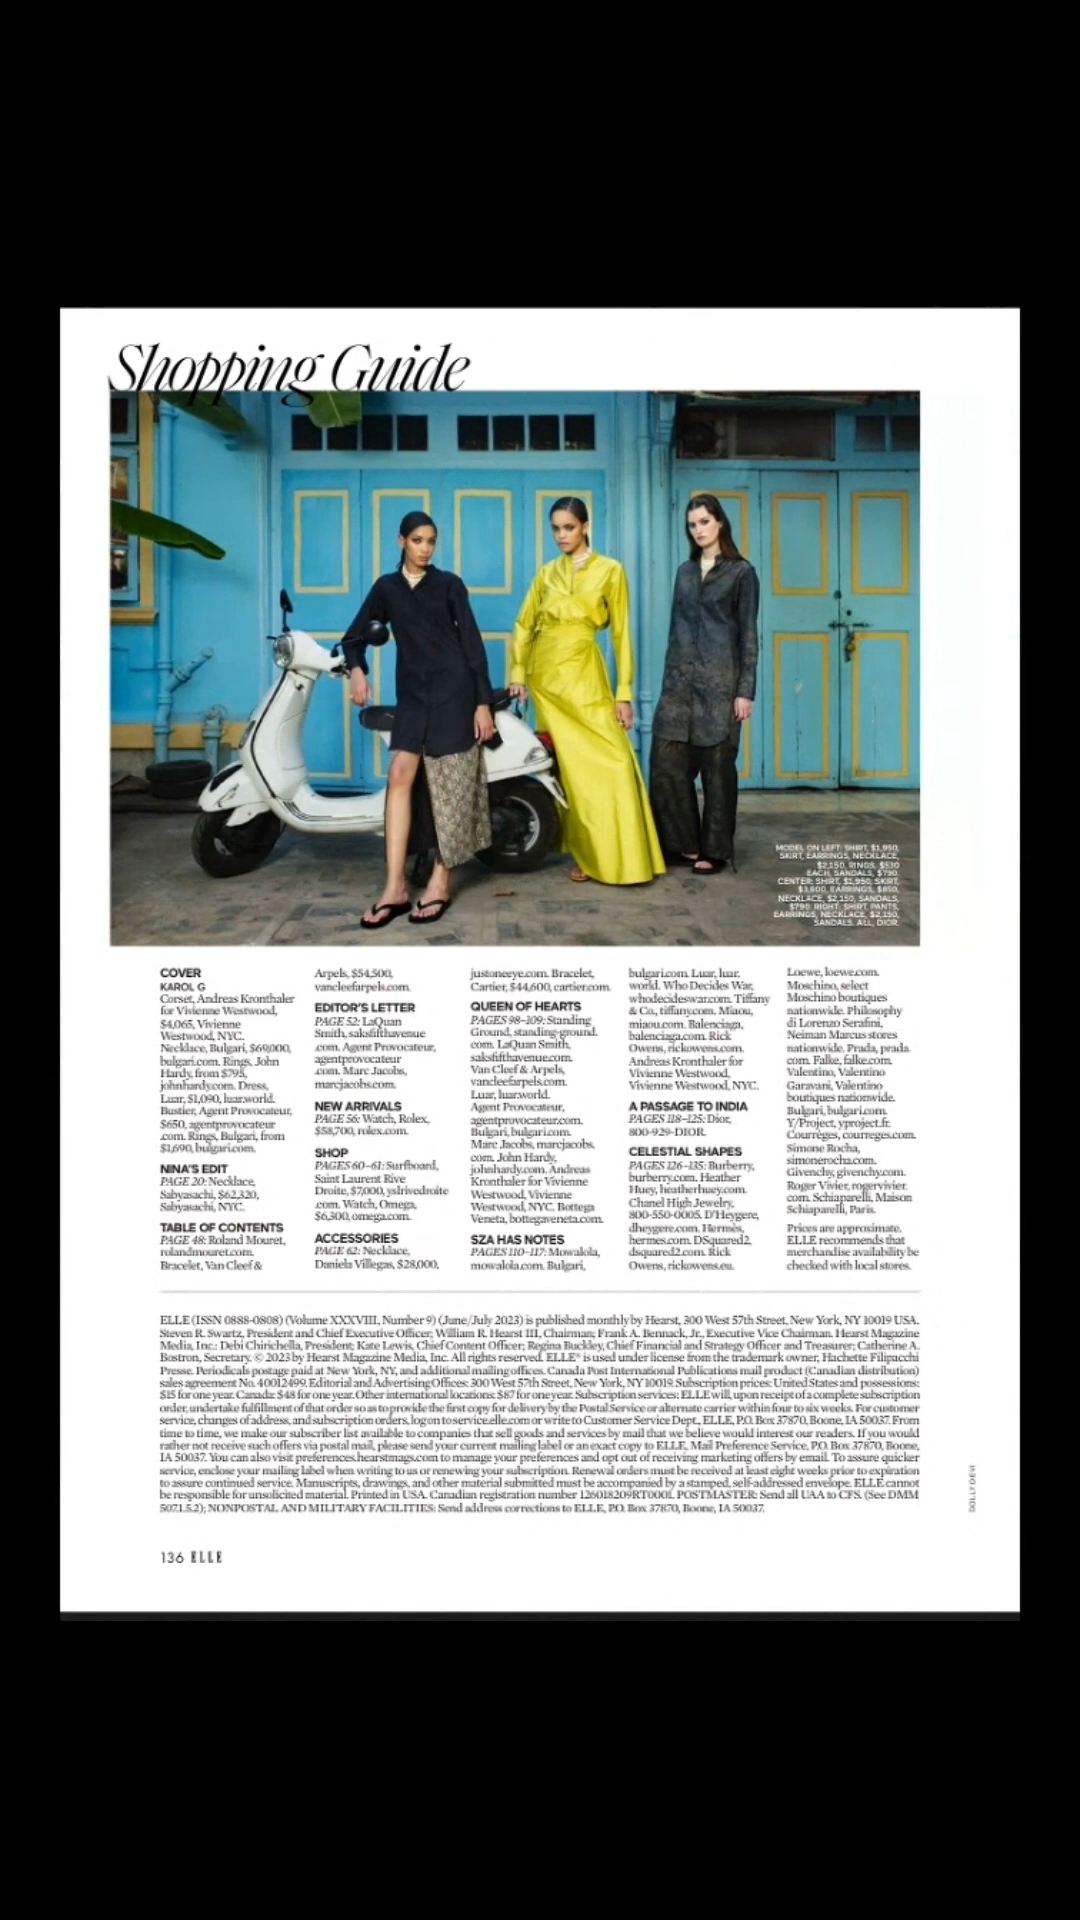 Shopping Guide
MODEL ON LEFT: SHIRT, $1,950,
SKIRT, EARRINGS, NECKLACE,
$2,150, RINGS, $530
EACH, SANDALS, $790.
CENTER: SHIRT, $1,950, SKIRT,
$3,600, EARRINGS, $850,
NECKLACE, $2,150, SANDALS,
$790. RIGHT: SHIRT, PANTS,
EARRINGS, NECKLACE, $2,150,
SANDALS. ALL, DIOR.
COVER
KAROL G
Corset, Andreas Kronthaler
for Vivienne Westwood,
$4,065, Vivienne
Westwood, NYC.
Necklace, Bulgari, $69,000,
bulgari.com. Rings, John
Hardy, from $795,
johnhardy.com. Dress,
Luar, $1,090, luar.world.
Bustier, Agent Provocateur,
$650, agentprovocateur
.com. Rings, Bulgari, from
$1,690, bulgari.com.
NINA'S EDIT
PAGE 20: Necklace,
Sabyasachi, $62,320,
Sabyasachi, NYC.
TABLE OF CONTENTS
PAGE 48: Roland Mouret,
rolandmouret.com.
Bracelet, Van Cleef &
Arpels, $54,500,
vancleefarpels.com.
EDITOR'S LETTER
PAGE 52: LaQuan
Smith, saksfifthavenue
.com. Agent Provocateur,
agentprovocateur
.com. Marc Jacobs,
marcjacobs.com.
NEW ARRIVALS
PAGE 56: Watch, Rolex,
$58,700, rolex.com.
SHOP
PAGES 60–61: Surfboard,
Saint Laurent Rive
Droite, $7,000, yslrivedroite
.com. Watch, Omega,
$6,300, omega.com.
ACCESSORIES
PAGE 62: Necklace,
Daniela Villegas, $28,000,
justoneeye.com. Bracelet,
Cartier, $44,600, cartier.com.
QUEEN OF HEARTS
PAGES 98–109: Standing
Ground, standing-ground.
com. LaQuan Smith,
saksfifthavenue.com.
Van Cleef & Arpels,
vancleefarpels.com.
Luar, luar.world.
Agent Provocateur,
agentprovocateur.com.
Bulgari, bulgari.com.
Marc Jacobs, marcjacobs.
com. John Hardy,
johnhardy.com. Andreas
Kronthaler for Vivienne
Westwood, Vivienne
Westwood, NYC. Bottega
Veneta, bottegaveneta.com.
SZA HAS NOTES
PAGES 110–117: Mowalola,
mowalola.com. Bulgari,
bulgari.com. Luar, luar.
world. Who Decides War,
whodecideswar.com. Tiffany
& Co., tiffany.com. Miaou,
miaou.com. Balenciaga,
balenciaga.com. Rick
Owens, rickowens.com.
Andreas Kronthaler for
Vivienne Westwood,
Vivienne Westwood, NYC.
A PASSAGE TO INDIA
PAGES 118–125: Dior,
800-929-DIOR.
CELESTIAL SHAPES
PAGES 126–135: Burberry,
burberry.com. Heather
Huey, heatherhuey.com.
Chanel High Jewelry,
800-550-0005. D'Heygere,
dheygere.com. Hermès,
hermes.com. DSquared2,
dsquared2.com. Rick
Owens, rickowens.eu.
Loewe, loewe.com.
Moschino, select
Moschino boutiques
nationwide. Philosophy
di Lorenzo Serafini,
Neiman Marcus stores
nationwide. Prada, prada.
com. Falke, falke.com.
Valentino, Valentino
Garavani, Valentino
boutiques nationwide.
Bulgari, bulgari.com.
Y/Project, yproject.fr.
Courrèges, courreges.com.
Simone Rocha,
simonerocha.com.
Givenchy, givenchy.com.
Roger Vivier, rogervivier.
com. Schiaparelli, Maison
Schiaparelli, Paris.
Prices are approximate.
ELLE recommends that
merchandise availability be
checked with local stores.
ELLE (ISSN 0888-0808) (Volume XXXVIII, Number 9) (June/July 2023) is published monthly by Hearst, 300 West 57th Street, New York, NY 10019 USA.
Steven R. Swartz, President and Chief Executive Officer; William R. Hearst III, Chairman; Frank A. Bennack, Jr., Executive Vice Chairman. Hearst Magazine
Media, Inc.: Debi Chirichella, President; Kate Lewis, Chief Content Officer; Regina Buckley, Chief Financial and Strategy Officer and Treasurer; Catherine A.
Bostron, Secretary. © 2023 by Hearst Magazine Media, Inc. All rights reserved. ELLE® is used under license from the trademark owner, Hachette Filipacchi
Presse. Periodicals postage paid at New York, NY, and additional mailing offices. Canada Post International Publications mail product (Canadian distribution)
sales agreement No. 40012499. Editorial and Advertising Offices: 300 West 57th Street, New York, NY 10019. Subscription prices: United States and possessions:
$15 for one year. Canada: $48 for one year. Other international locations: $87 for one year. Subscription services: ELLE will, upon receipt of a complete subscription
order, undertake fulfillment of that order so as to provide the first copy for delivery by the Postal Service or alternate carrier within four to six weeks. For customer
service, changes of address, and subscription orders, log on to service.elle.com or write to Customer Service Dept., ELLE, P.O. Box 37870, Boone, IA 50037. From
time to time, we make our subscriber list available to companies that sell goods and services by mail that we believe would interest our readers. If you would
rather not receive such offers via postal mail, please send your current mailing label or an exact copy to ELLE, Mail Preference Service, P.O. Box 37870, Boone,
IA 50037. You can also visit preferences.hearstmags.com to manage your preferences and opt out of receiving marketing offers by email. To assure quicker
service, enclose your mailing label when writing to us or renewing your subscription. Renewal orders must be received at least eight weeks prior to expiration
to assure continued service. Manuscripts, drawings, and other material submitted must be accompanied by a stamped, self-addressed envelope. ELLE cannot
be responsible for unsolicited material. Printed in USA. Canadian registration number 126018209RT0001. POSTMASTER: Send all UAA to CFS. (See DMM
507.1.5.2); NONPOSTAL AND MILITARY FACILITIES: Send address corrections to ELLE, P.O. Box 37870, Boone, IA 50037.
DOLLY DEVI
136 ELLE